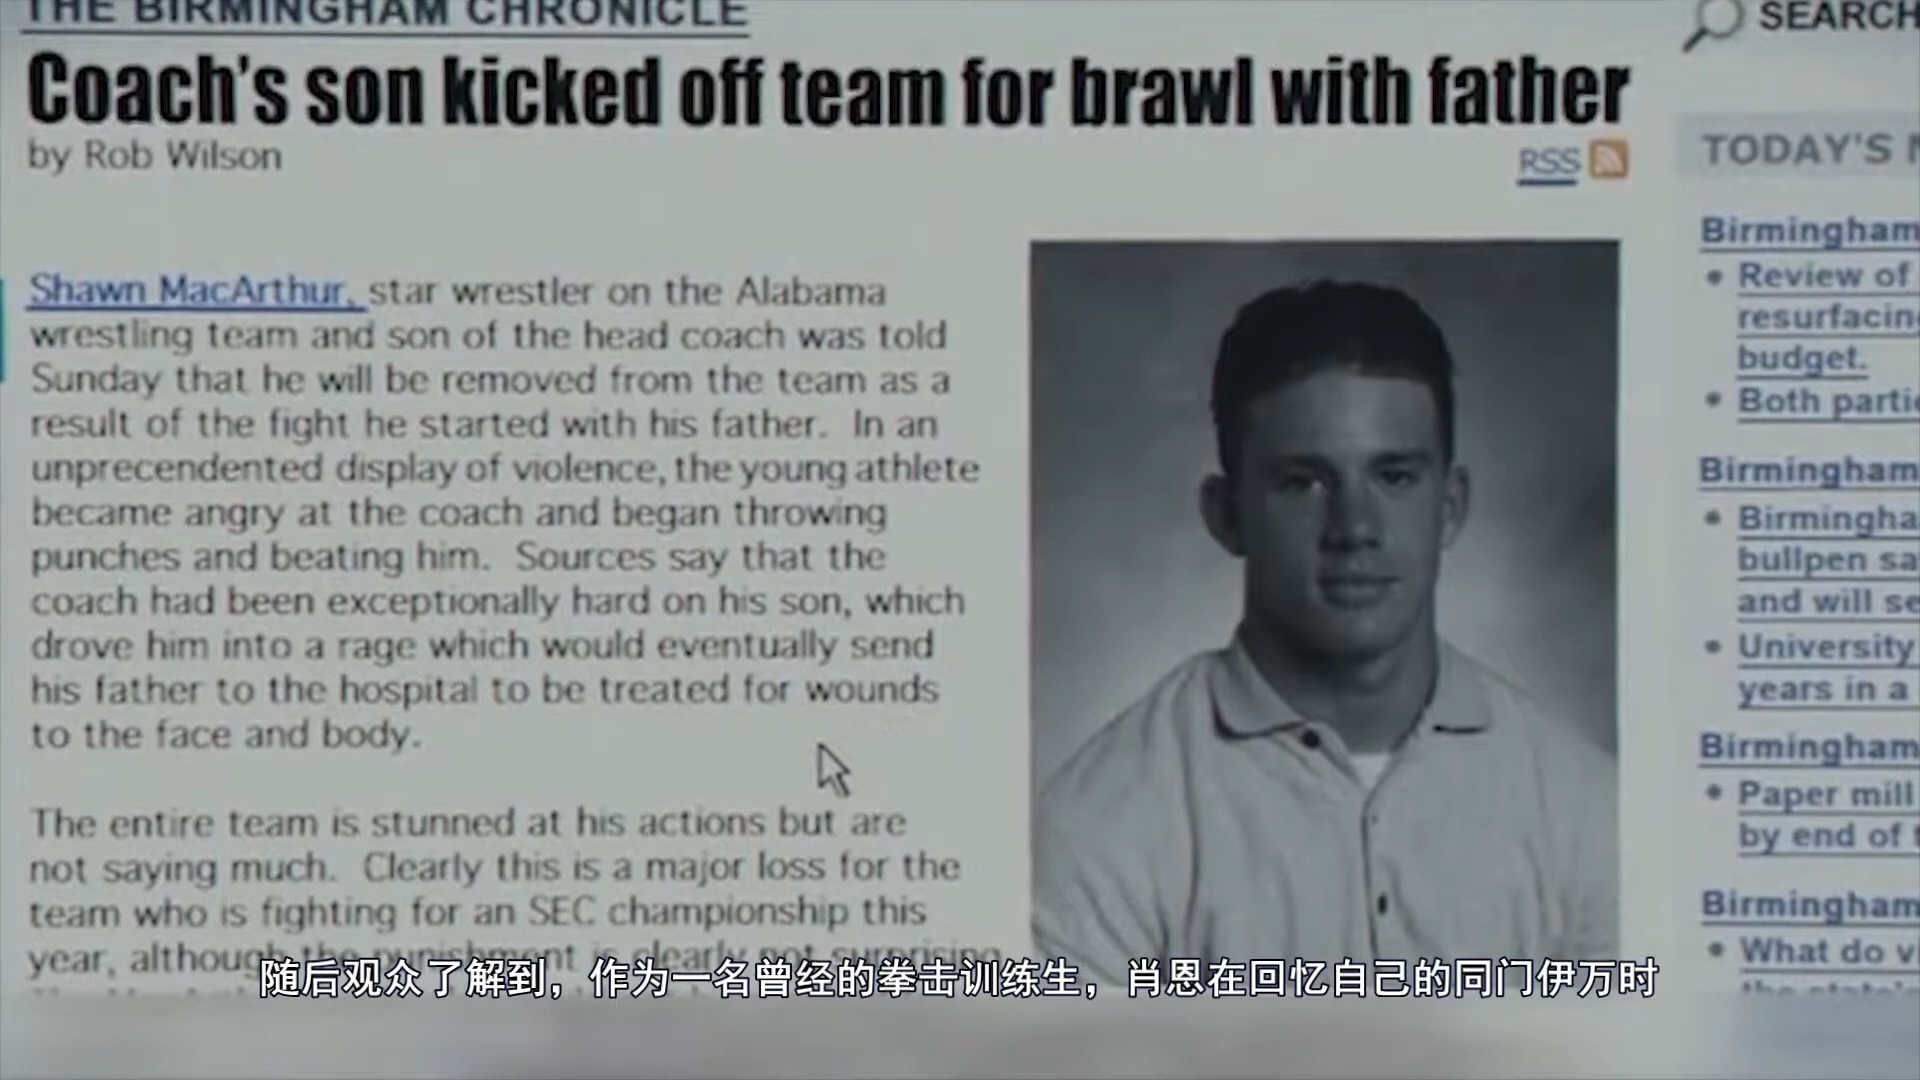 THE BIRMINGHAM CHRONICLE
SEARCH
Coach's son kicked off team for brawl with father
by Rob Wilson
RSS
Shawn MacArthur, star wrestler on the Alabama
wrestling team and son of the head coach was told
Sunday that he will be removed from the team as a
result of the fight he started with his father. In an
unprecendented display of violence, the young athlete
became angry at the coach and began throwing
punches and beating him. Sources say that the
coach had been exceptionally hard on his son, which
drove him into a rage which would eventually send
his father to the hospital to be treated for wounds
to the face and body.
The entire team is stunned at his actions but are
not saying much. Clearly this is a major loss for the
team who is fighting for an SEC championship this
year, although the punishment is clearly not surprising
TODAY'S
Birmingham
Review of
resurfacing
budget.
Both
Birmingham
bullpen
and will
University
years in a
Birmingham
Paper mill
by end of
Birmingham
What do
the state's
随后观众了解到，作为一名曾经的拳击训练生，肖恩在回忆自己的同门伊万时